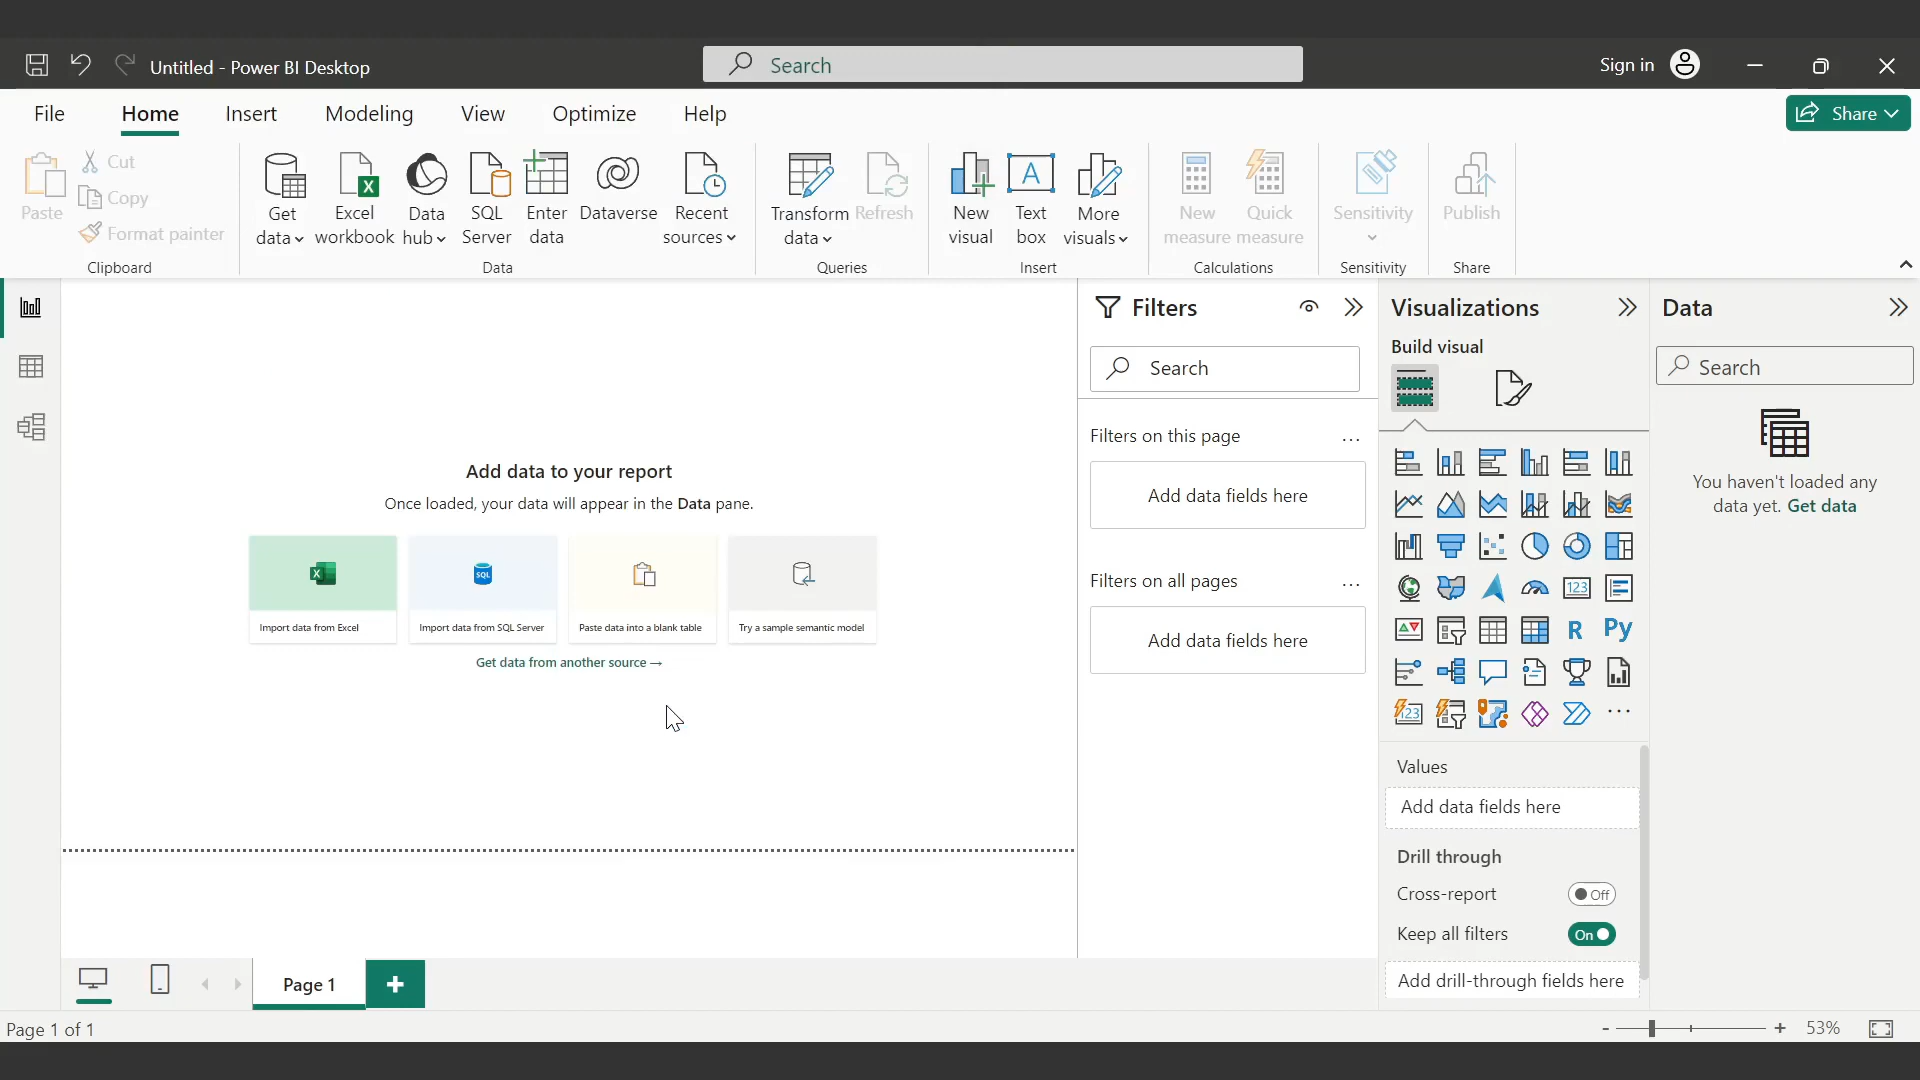 Untitled - Power BI Desktop
Search
Sign in
File
Home
Insert
Modeling
View
Optimize
Help
Share
Paste
Cut
Copy
Format painter
Clipboard
Get
data
Excel
workbook
Data
hub
SQL
Server
Enter
data
Dataverse
Recent
sources
Data
Transform
data
Refresh
Queries
New
visual
A
Text
box
More
visuals
Insert
New
measure
Quick
measure
Calculations
Sensitivity
Sensitivity
Publish
Share
Add data to your report
Once loaded, your data will appear in the Data pane.
SQL
Import data from Excel
Import data from SQL Server
Paste data into a blank table
Try a sample semantic model
Get data from another source →
Filters
Search
Filters on this page
...
Add data fields here
Filters on all pages
...
Add data fields here
Visualizations
Build visual
123
R
Py
123
...
Values
Add data fields here
Drill through
Cross-report
Off
Keep all filters
On
Add drill-through fields here
Data
Search
You haven't loaded any
data yet. Get data
Page 1
+
Page 1 of 1
- + 53%